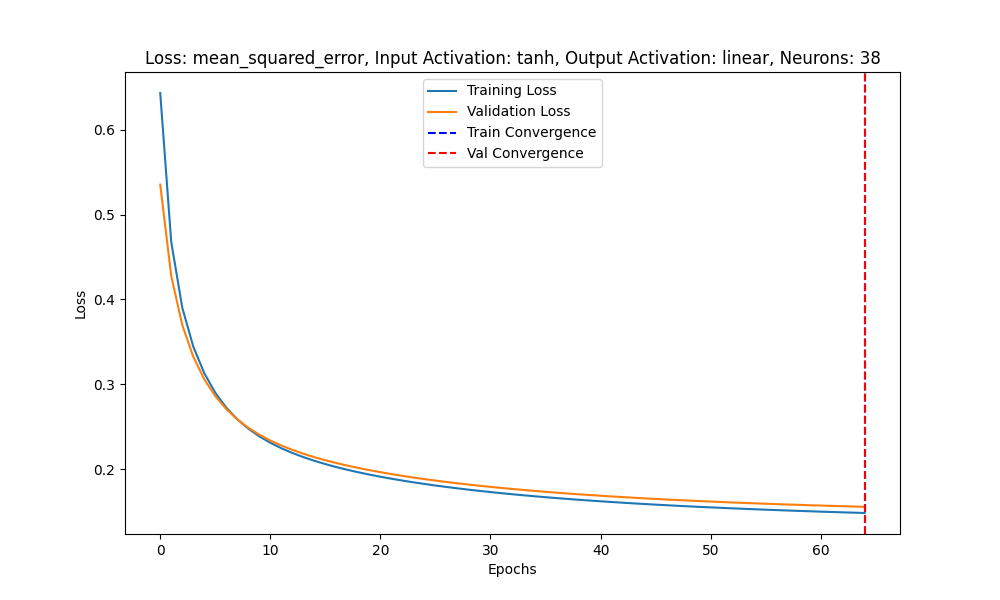 Loss: mean_squared_error, Input Activation: tanh, Output Activation: linear, Neurons: 38
Training Loss
Validation Loss
Train Convergence
Val Convergence
0.6
0.5
0.4
0.3
0.2
Loss
0 10 20 30 40 50 60
Epochs